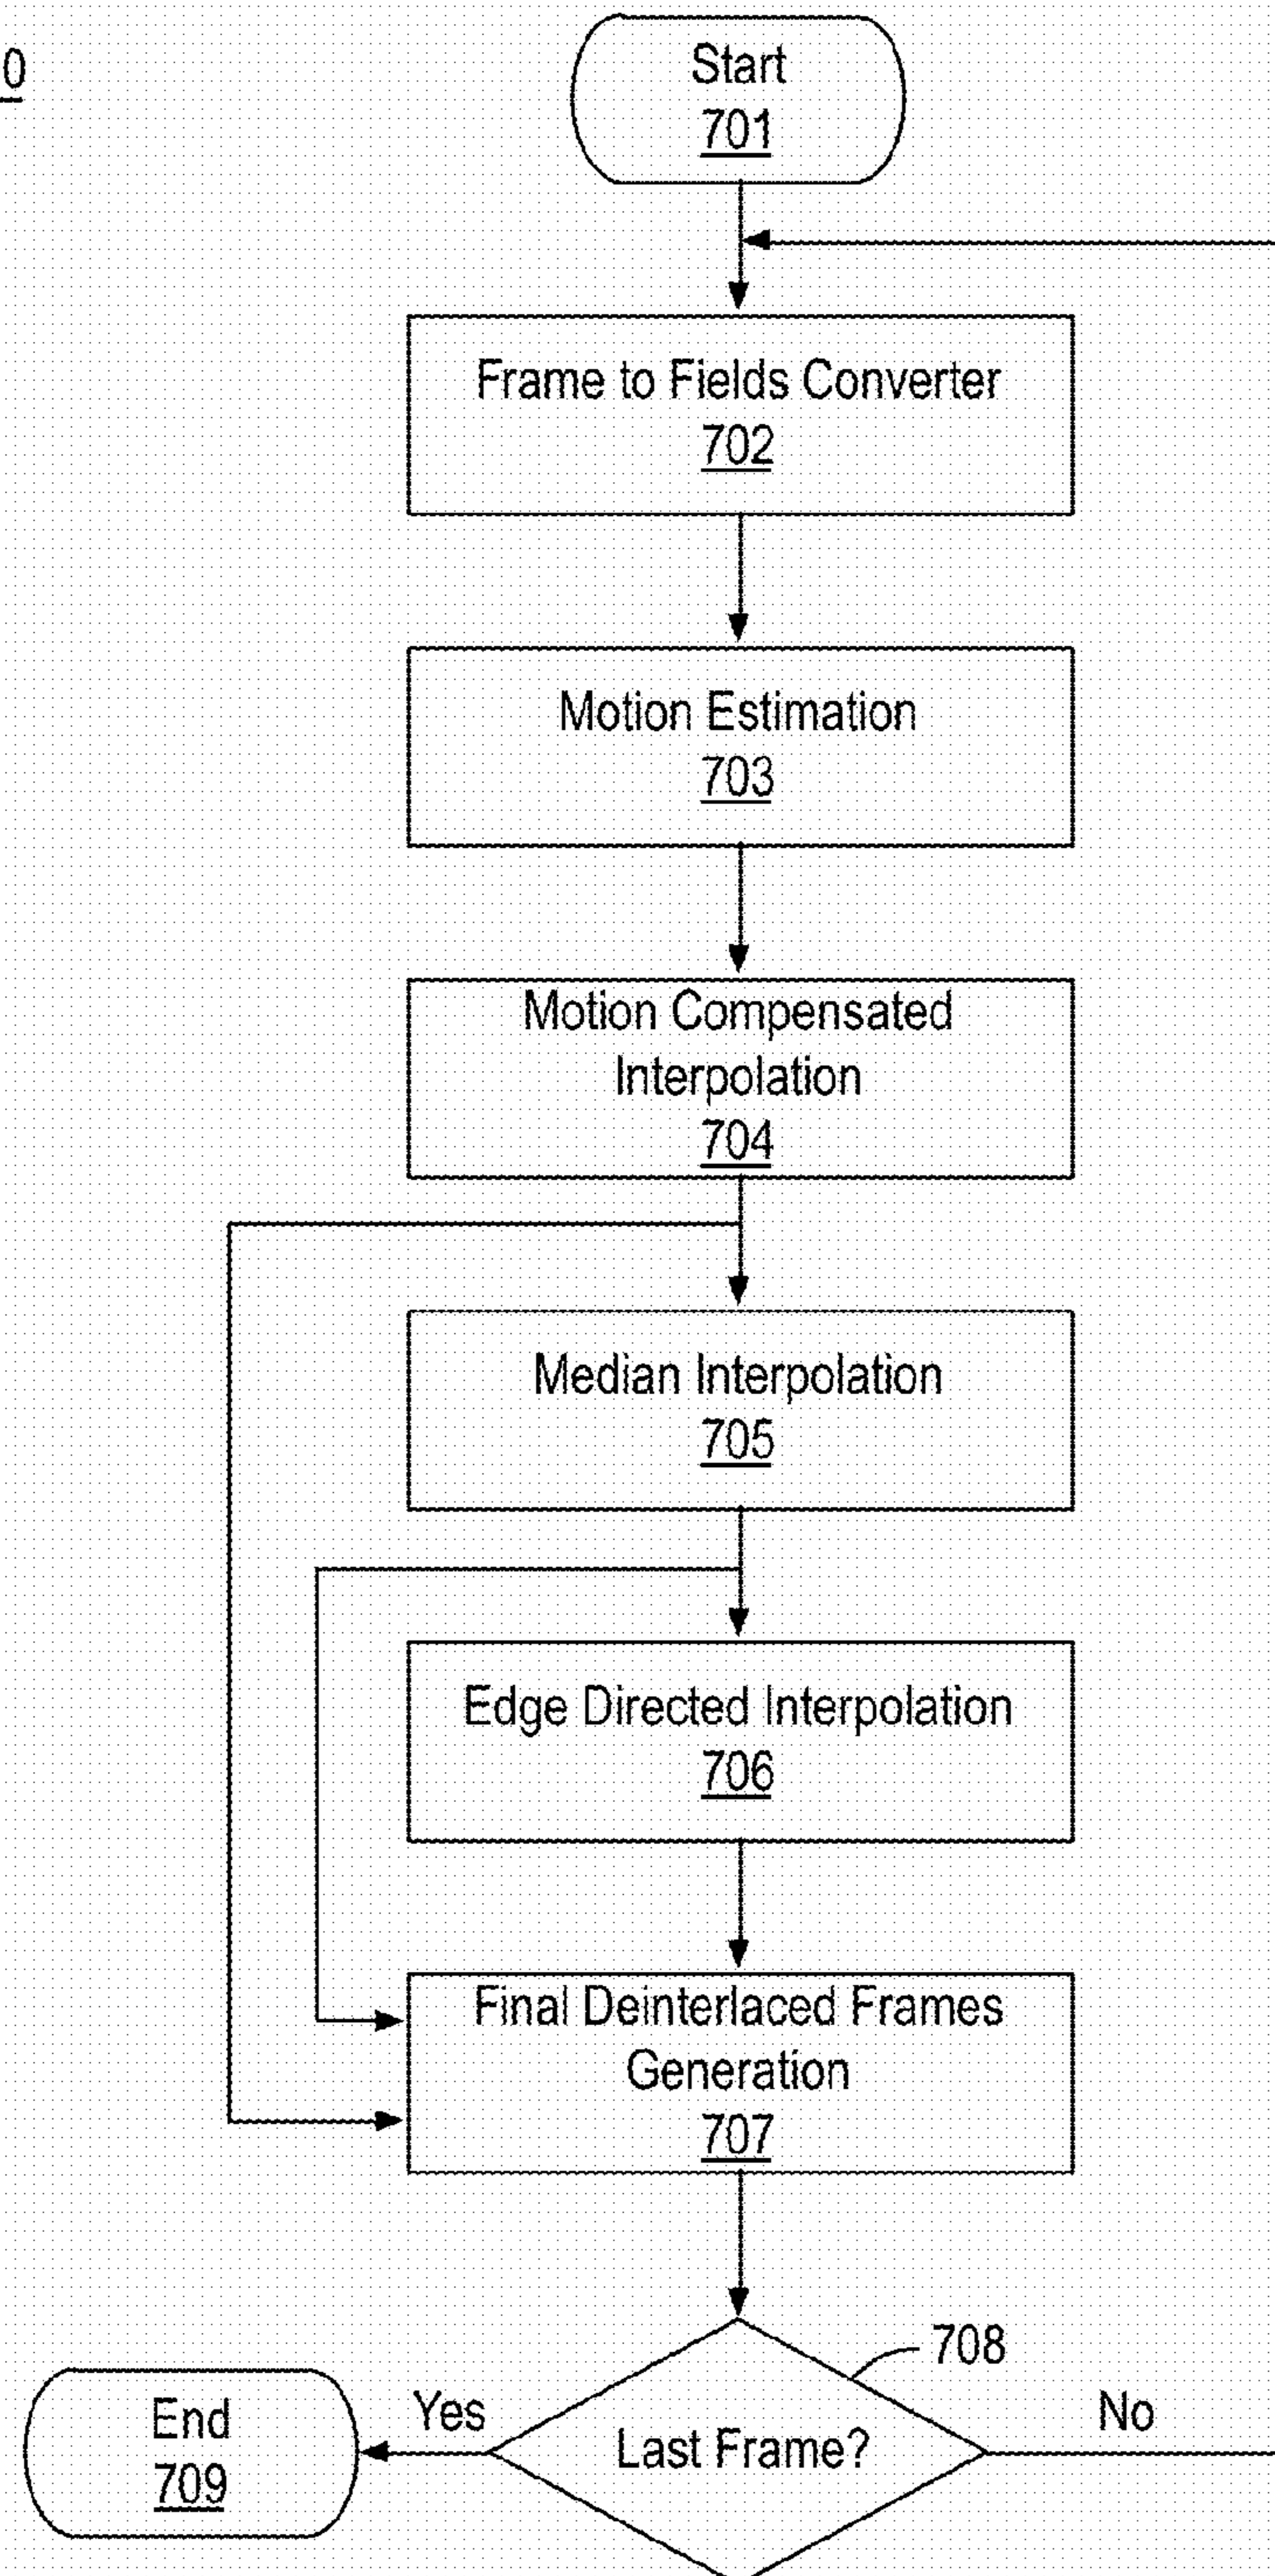 0
Start
701
Frame to Fields Converter
702
Motion Estimation
703
Motion Compensated
Interpolation
704
Median Interpolation
705
Edge Directed Interpolation
706
Final Deinterlaced Frames
Generation
707
708
Last Frame?
Yes
No
End
709